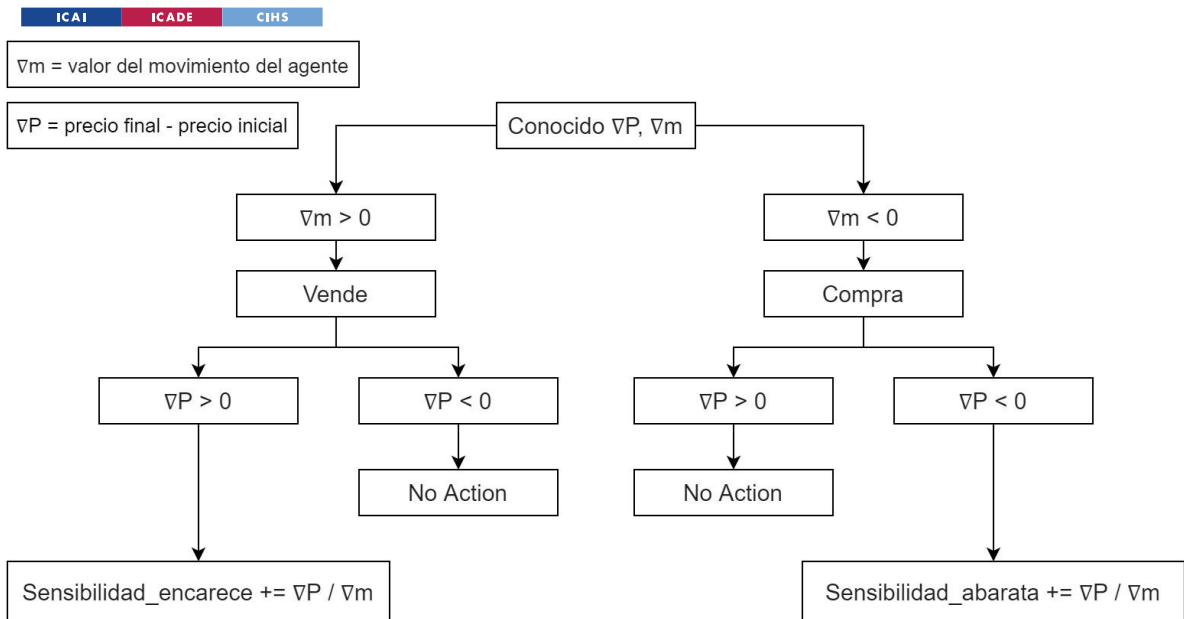 ICAI ICADE CIHS
∇m = valor del movimiento del agente
∇P = precio final - precio inicial
Conocido ∇P, ∇m
∇m > 0
∇m < 0
Vende
Compra
∇P > 0
∇P < 0
∇P > 0
∇P < 0
No Action
No Action
Sensibilidad_encarece += ∇P / ∇m
Sensibilidad_abarata += ∇P / ∇m